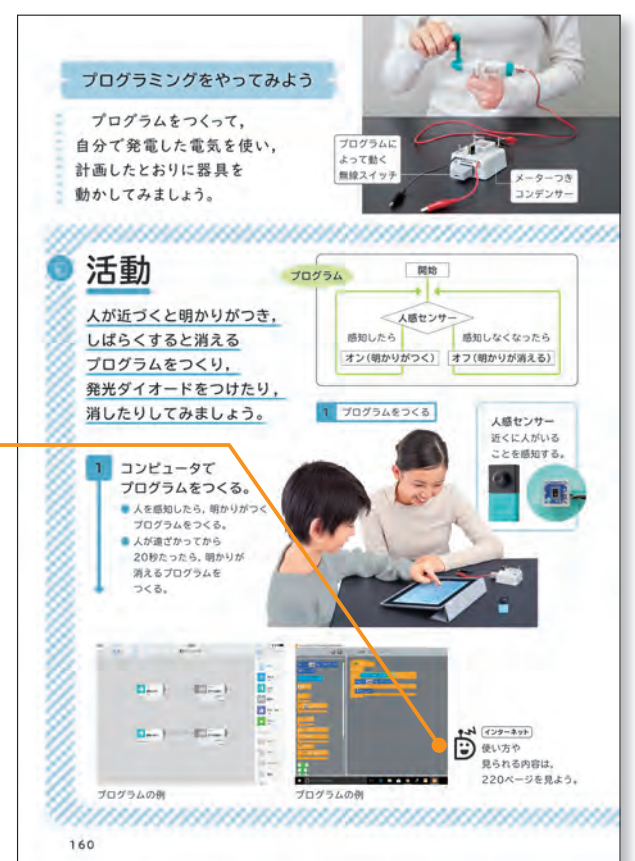 プログラミングをやってみよう
プログラムをつくって，
自分で発電した電気を使い，
計画したとおりに器具を
動かしてみましょう。
プログラムに
よって動く
無線スイッチ
メーターつき
コンデンサー
活動
人が近づくと明かりがつき，
しばらくすると消える
プログラムをつくり，
発光ダイオードをつけたり，
消したりしてみましょう。
プログラム
開始
人感センサー
感知したら
感知しなくなったら
オン（明かりがつく）
オフ（明かりが消える）
1 プログラムをつくる
人感センサー
近くに人がいる
ことを感知する。
1 コンピュータで
プログラムをつくる。
人を感知したら，明かりがつく
プログラムをつくる。
人が遠ざかってから
20秒たったら，明かりが
消えるプログラムを
つくる。
プログラムの例
プログラムの例
インターネット
使い方や
見られる内容は，
220ページを見よう。
160